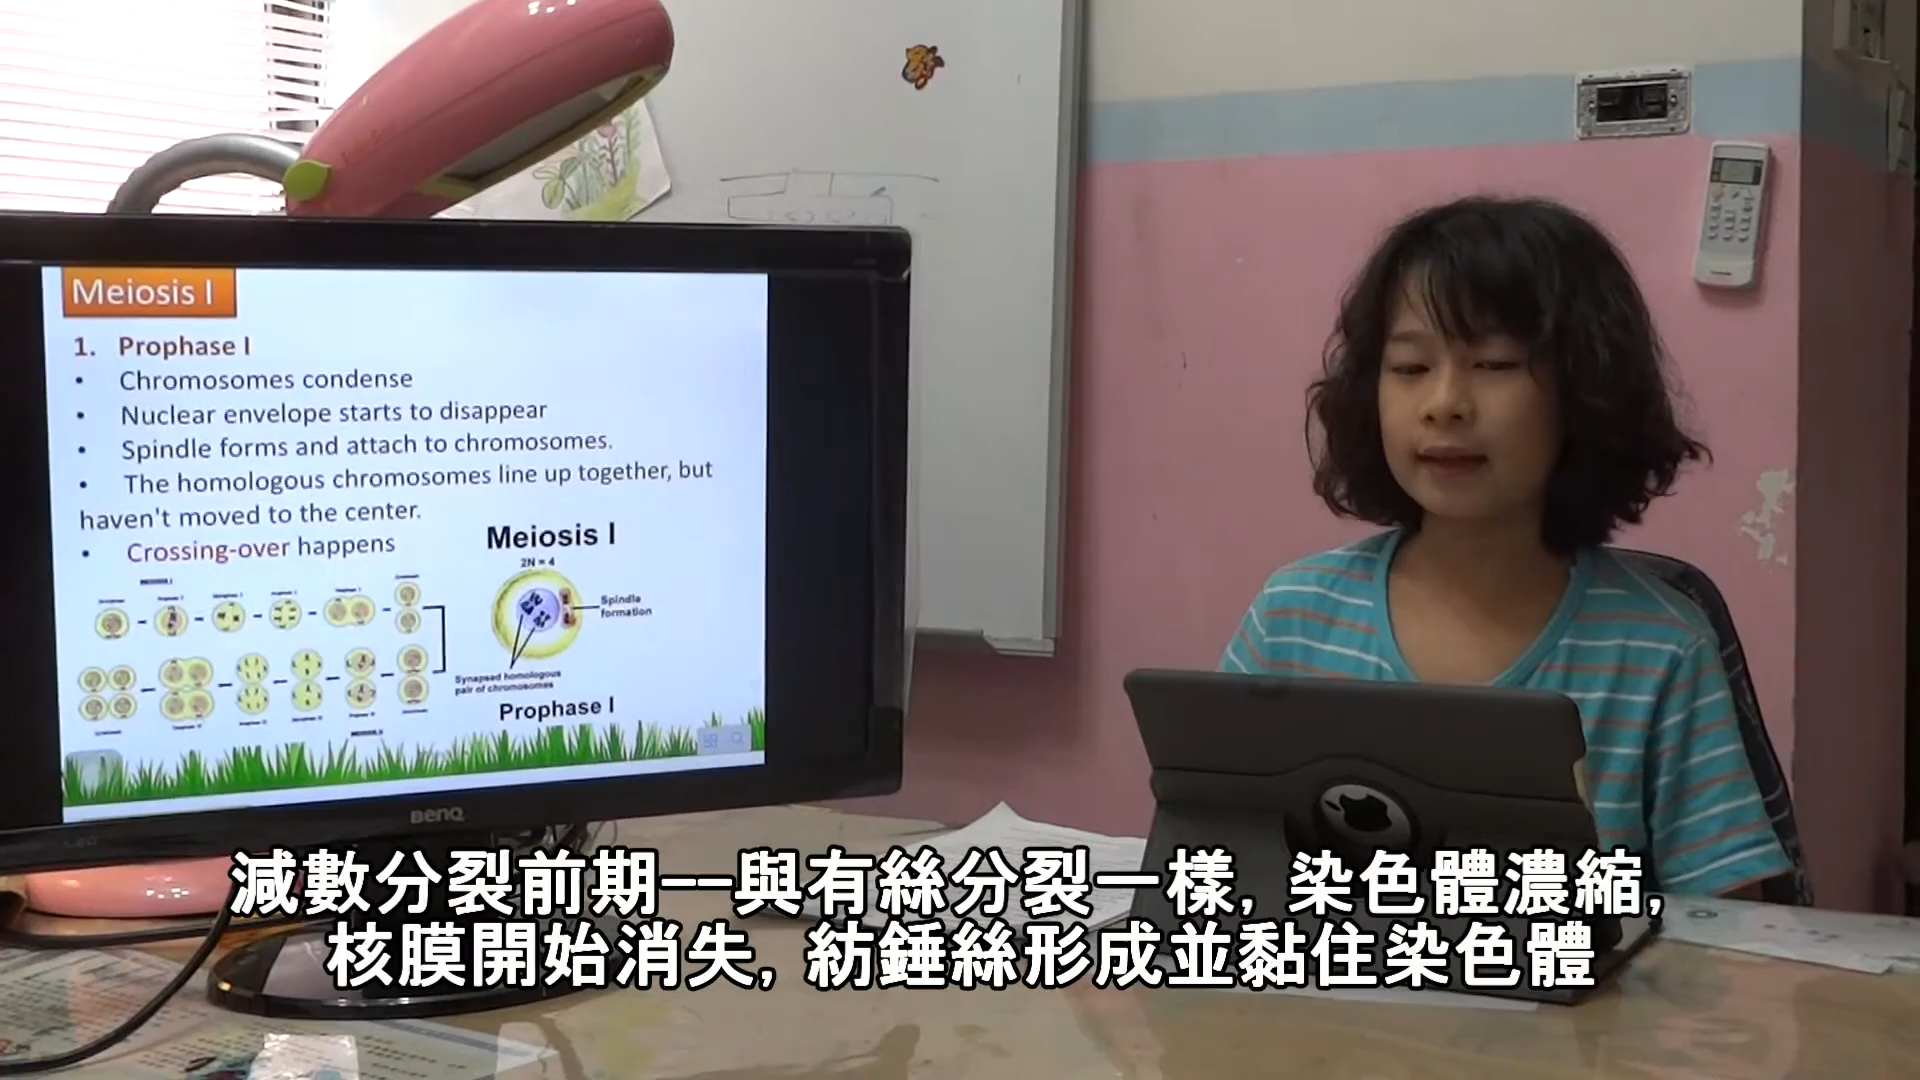 Meiosis I
1. Prophase I
• Chromosomes condense
• Nuclear envelope starts to disappear
• Spindle forms and attach to chromosomes.
• The homologous chromosomes line up together, but
haven't moved to the center.
• Crossing-over happens
Meiosis I
2N = 4
Spindle
formation
Synapsed homologous
pair of chromosomes
Prophase I
BenQ
減數分裂前期--與有絲分裂一樣, 染色體濃縮,
核膜開始消失, 紡錘絲形成並黏住染色體